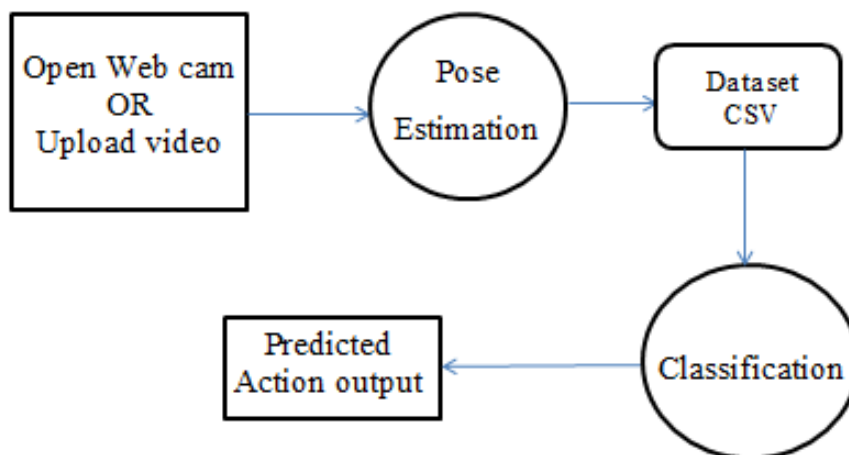 Open Web cam
OR
Upload video
Pose
Estimation
Dataset
CSV
Classification
Predicted
Action output